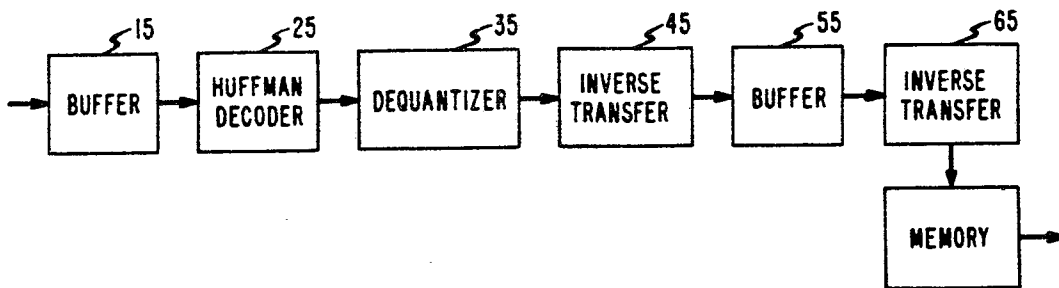 15
25
35
45
55
65
BUFFER
HUFFMAN
DECODER
DEQUANTIZER
INVERSE
TRANSFER
BUFFER
INVERSE
TRANSFER
MEMORY